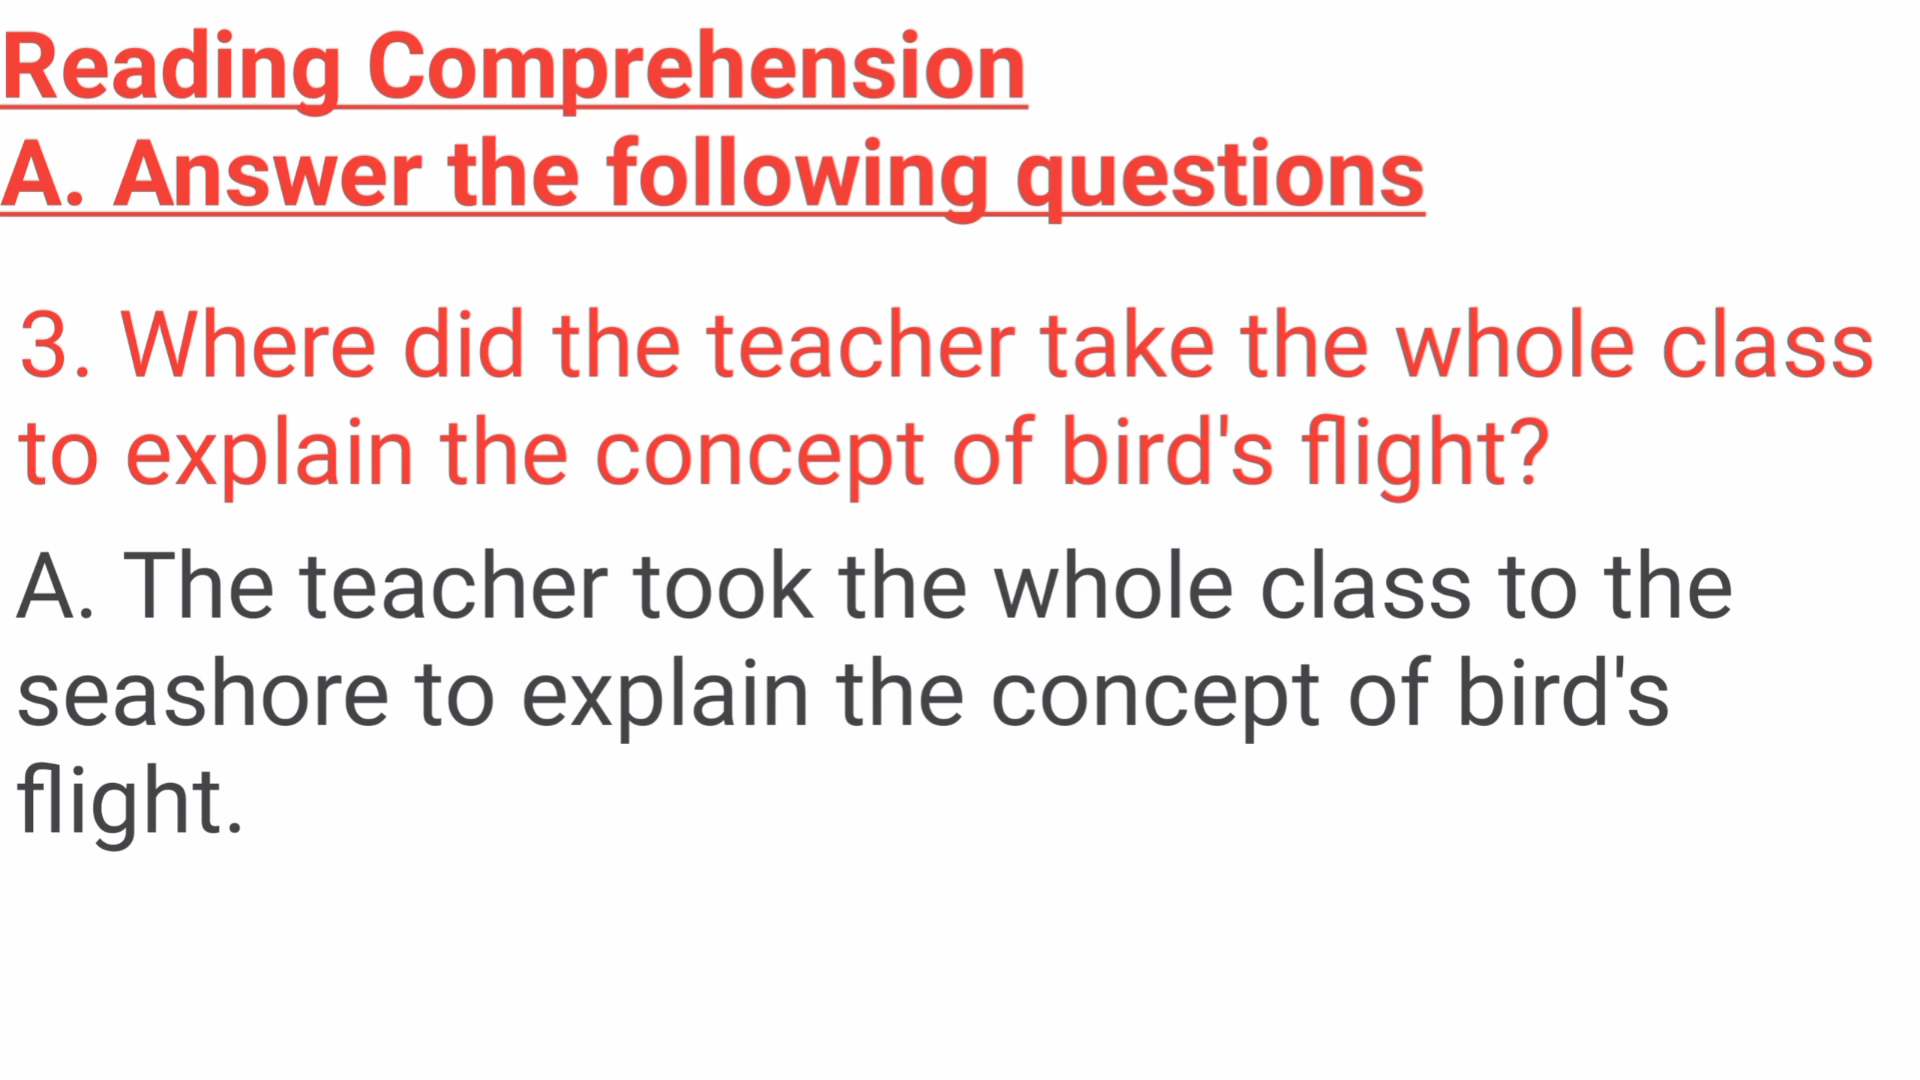 Reading Comprehension
A. Answer the following questions
3. Where did the teacher take the whole class
to explain the concept of bird's flight?
A. The teacher took the whole class to the
seashore to explain the concept of bird's
flight.